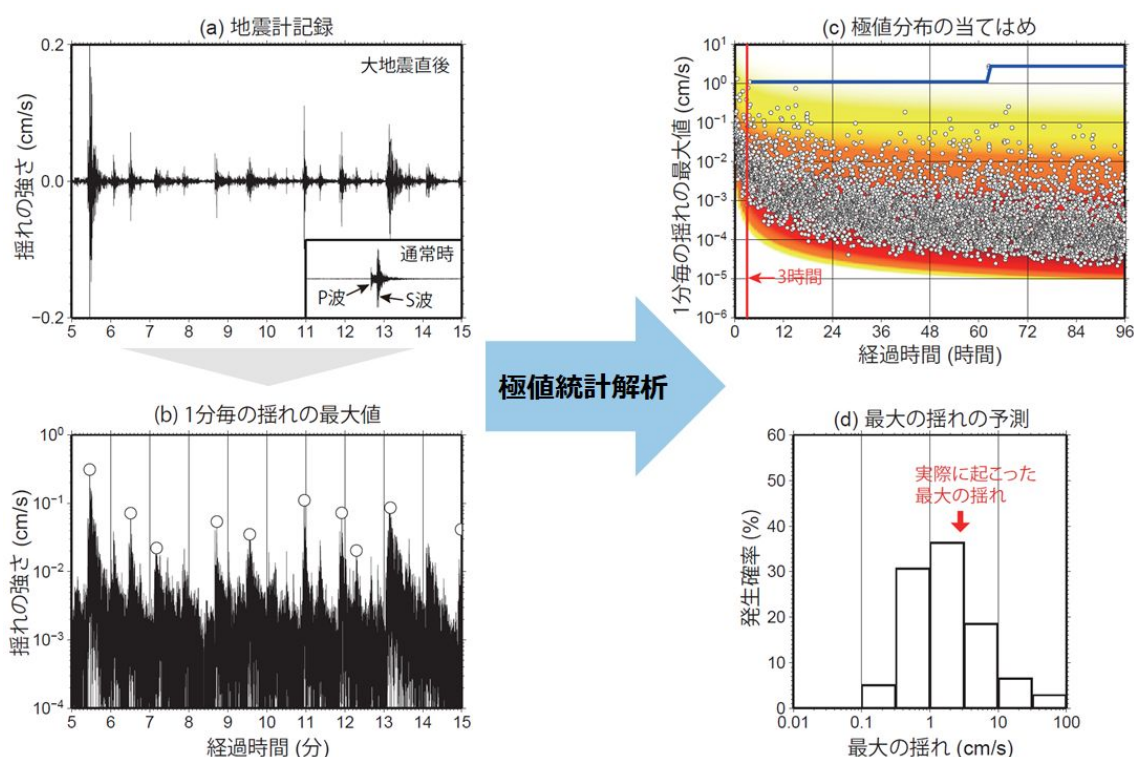 (a) 地震計記録
大地震直後
揺れの強さ (cm/s)
0.2
0.0
-0.2
通常時
P波
S波
5 6 7 8 9 10 11 12 13 14 15
(b) 1分毎の揺れの最大値
揺れの強さ (cm/s)
10⁰
10⁻¹
10⁻²
10⁻³
10⁻⁴
5 6 7 8 9 10 11 12 13 14 15
経過時間 (分)
極値統計解析
(c) 極値分布の当てはめ
1分毎の揺れの最大値 (cm/s)
10¹
10⁰
10⁻¹
10⁻²
10⁻³
10⁻⁴
10⁻⁵
10⁻⁶
3時間
0 12 24 36 48 60 72 84 96
経過時間 (時間)
(d) 最大の揺れの予測
発生確率 (%)
60
50
40
30
20
10
0
実際に起こった
最大の揺れ
0.01 0.1 1 10 100
最大の揺れ (cm/s)